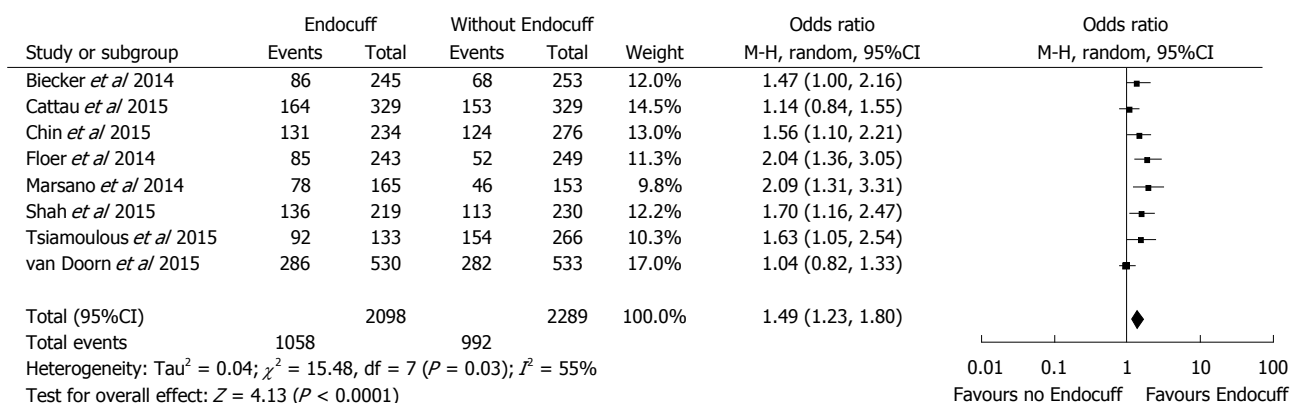 Endocuff Without Endocuff Odds ratio Odds ratio
Study or subgroup Events Total Events Total Weight M-H, random, 95%CI M-H, random, 95%CI
Biecker et al 2014 86 245 68 253 12.0% 1.47 (1.00, 2.16)
Cattau et al 2015 164 329 153 329 14.5% 1.14 (0.84, 1.55)
Chin et al 2015 131 234 124 276 13.0% 1.56 (1.10, 2.21)
Floer et al 2014 85 243 52 249 11.3% 2.04 (1.36, 3.05)
Marsano et al 2014 78 165 46 153 9.8% 2.09 (1.31, 3.31)
Shah et al 2015 136 219 113 230 12.2% 1.70 (1.16, 2.47)
Tsiamoulous et al 2015 92 133 154 266 10.3% 1.63 (1.05, 2.54)
van Doorn et al 2015 286 530 282 533 17.0% 1.04 (0.82, 1.33)
Total (95%CI) 2098 2289 100.0% 1.49 (1.23, 1.80)
Total events 1058 992
Heterogeneity: Tau² = 0.04; χ² = 15.48, df = 7 (P = 0.03); I² = 55%
Test for overall effect: Z = 4.13 (P < 0.0001)
0.01 0.1 1 10 100
Favours no Endocuff Favours Endocuff